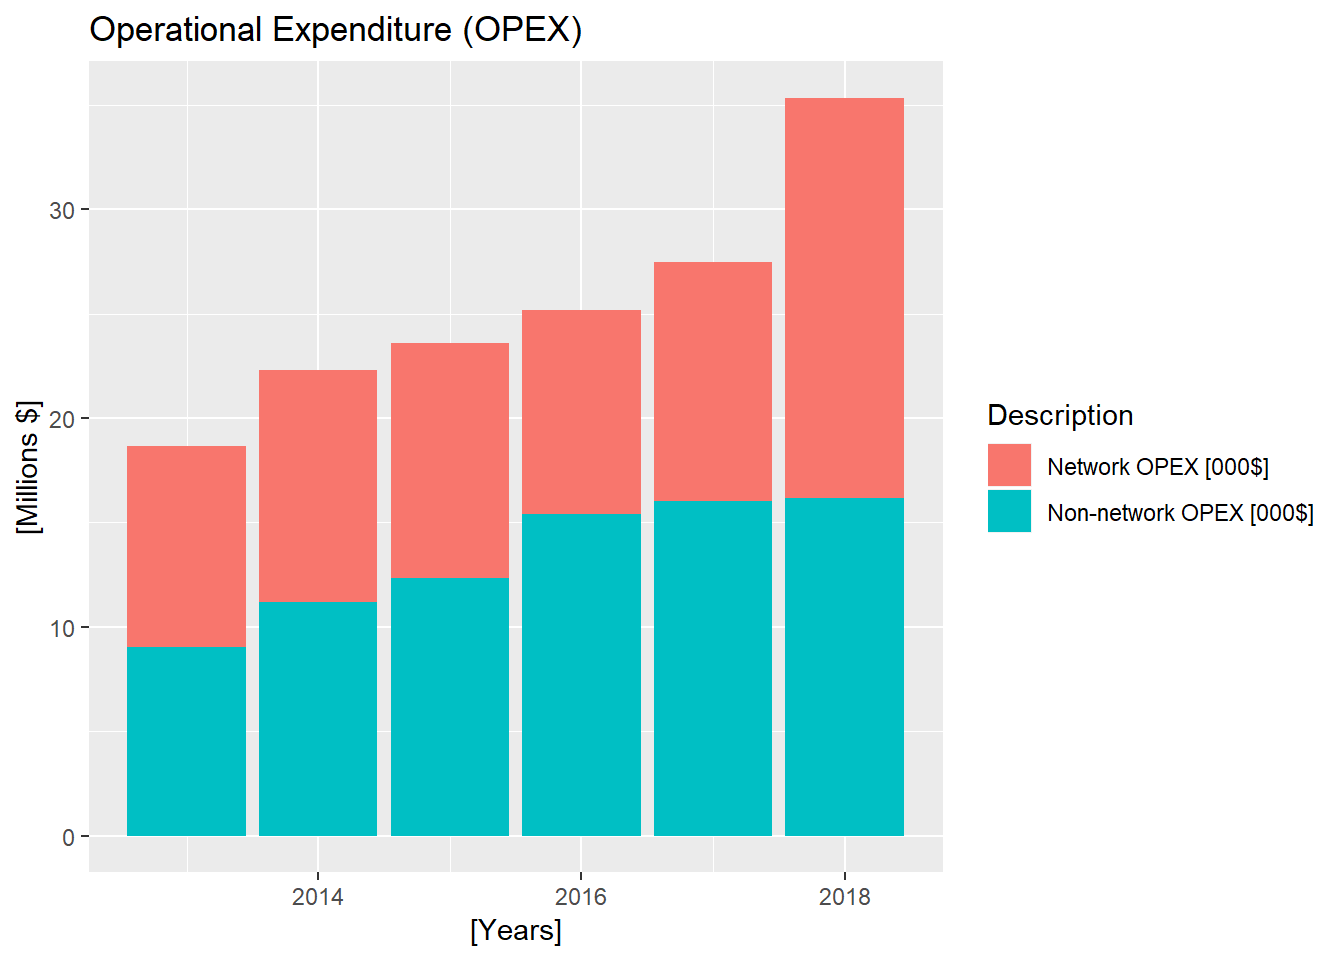 Operational Expenditure (OPEX)
[Millions $]
30
20
10
0
2014 2016 2018
[Years]
Description
Network OPEX [000$]
Non-network OPEX [000$]